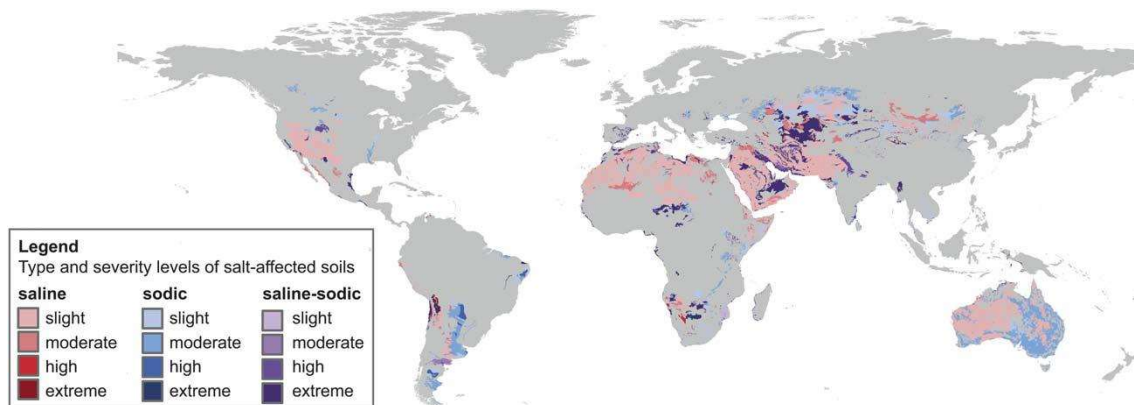 Legend
Type and severity levels of salt-affected soils
saline sodic saline-sodic
slight slight slight
moderate moderate moderate
high high high
extreme extreme extreme